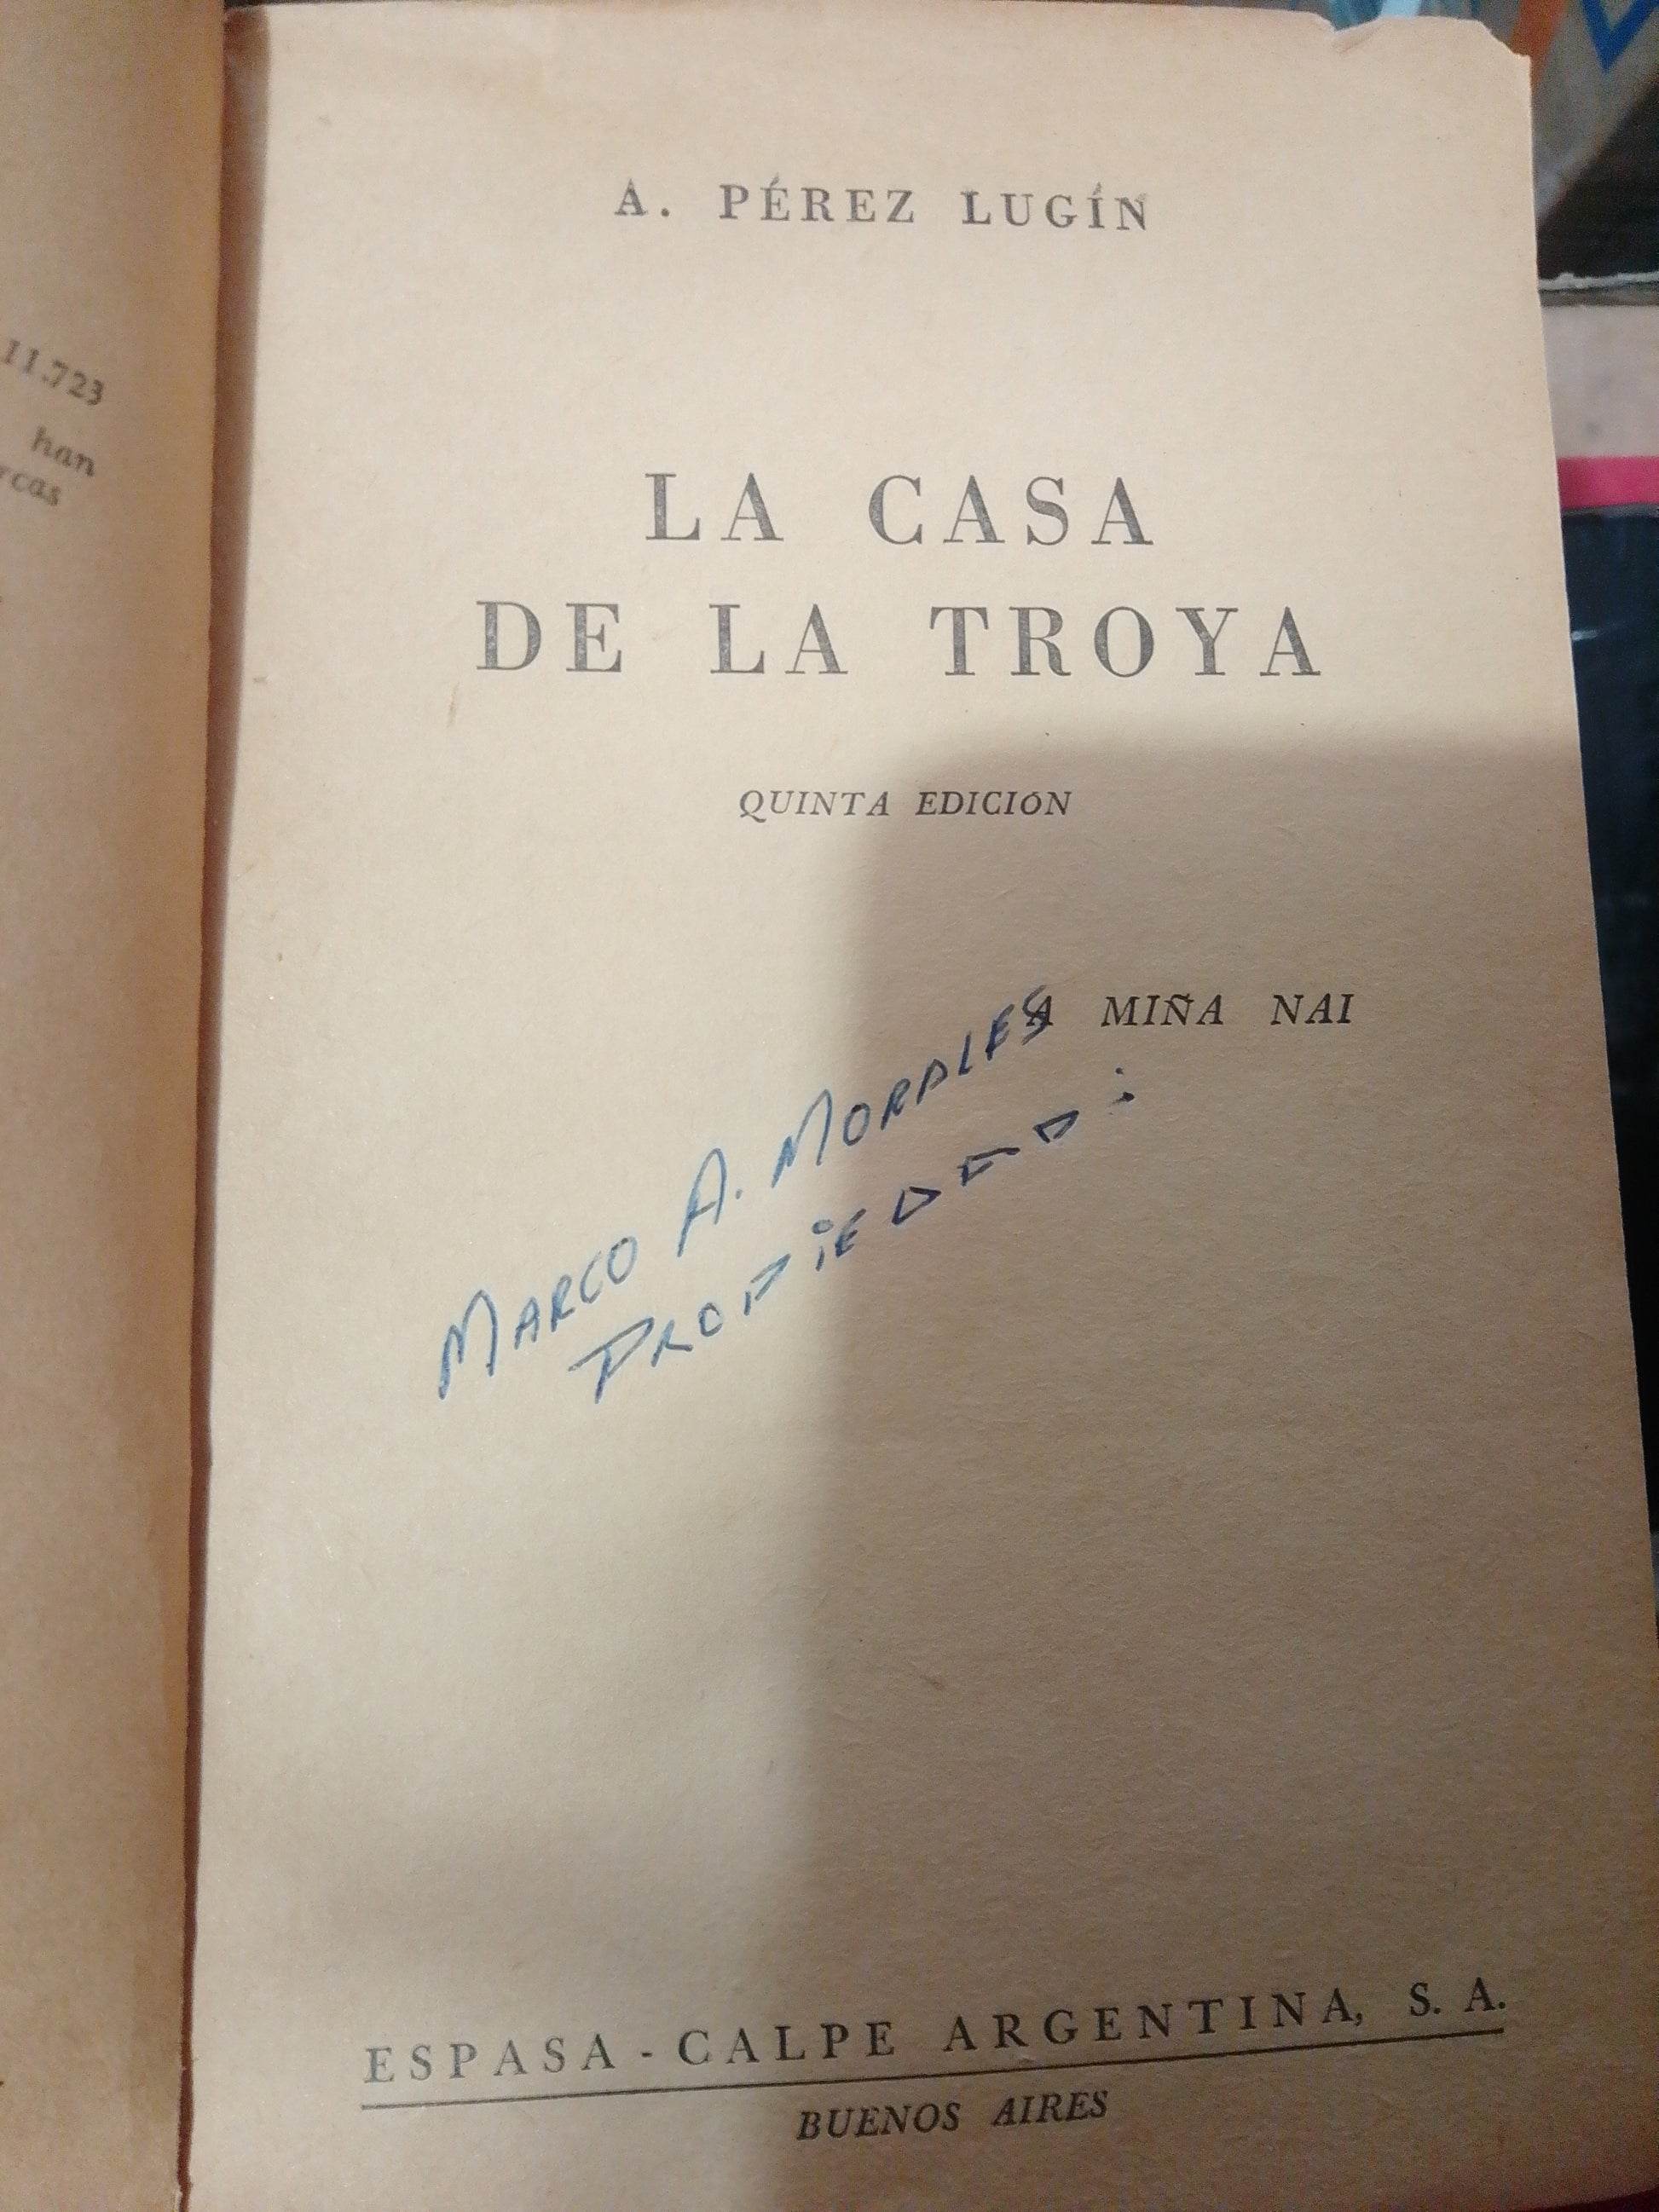 11.723
han
rcas
A. PÉREZ LUGÍN
LA CASA
DE LA TROYA
QUINTA EDICIÓN
A MIÑA NAI
MARCO A. MORALES
PROPIEDAD:
ESPASA-CALPE ARGENTINA, S. A.
BUENOS AIRES